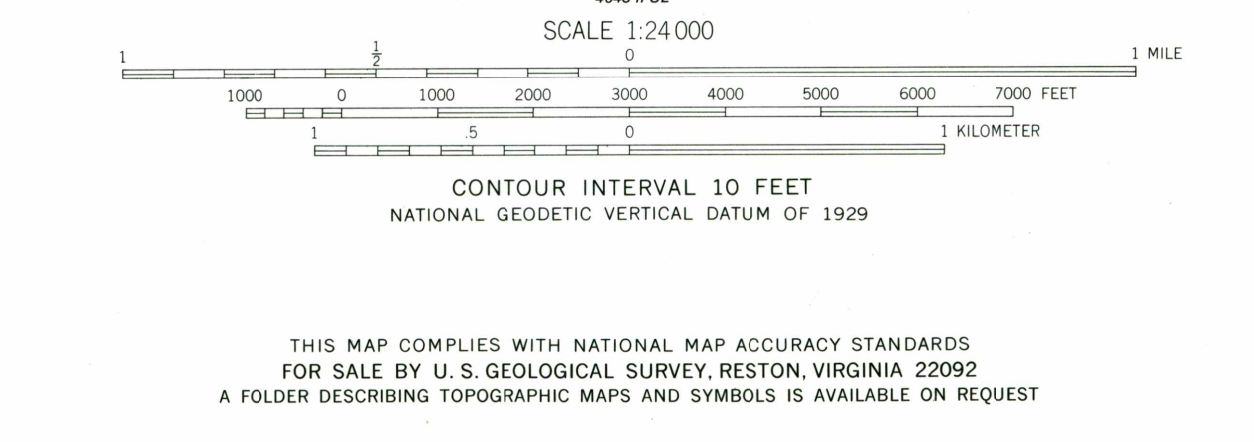 SCALE 1:24 000
1 1/2 0 1 MILE
1000 0 1000 2000 3000 4000 5000 6000 7000 FEET
1 .5 0 1 KILOMETER
CONTOUR INTERVAL 10 FEET
NATIONAL GEODETIC VERTICAL DATUM OF 1929
THIS MAP COMPLIES WITH NATIONAL MAP ACCURACY STANDARDS
FOR SALE BY U. S. GEOLOGICAL SURVEY, RESTON, VIRGINIA 22092
A FOLDER DESCRIBING TOPOGRAPHIC MAPS AND SYMBOLS IS AVAILABLE ON REQUEST